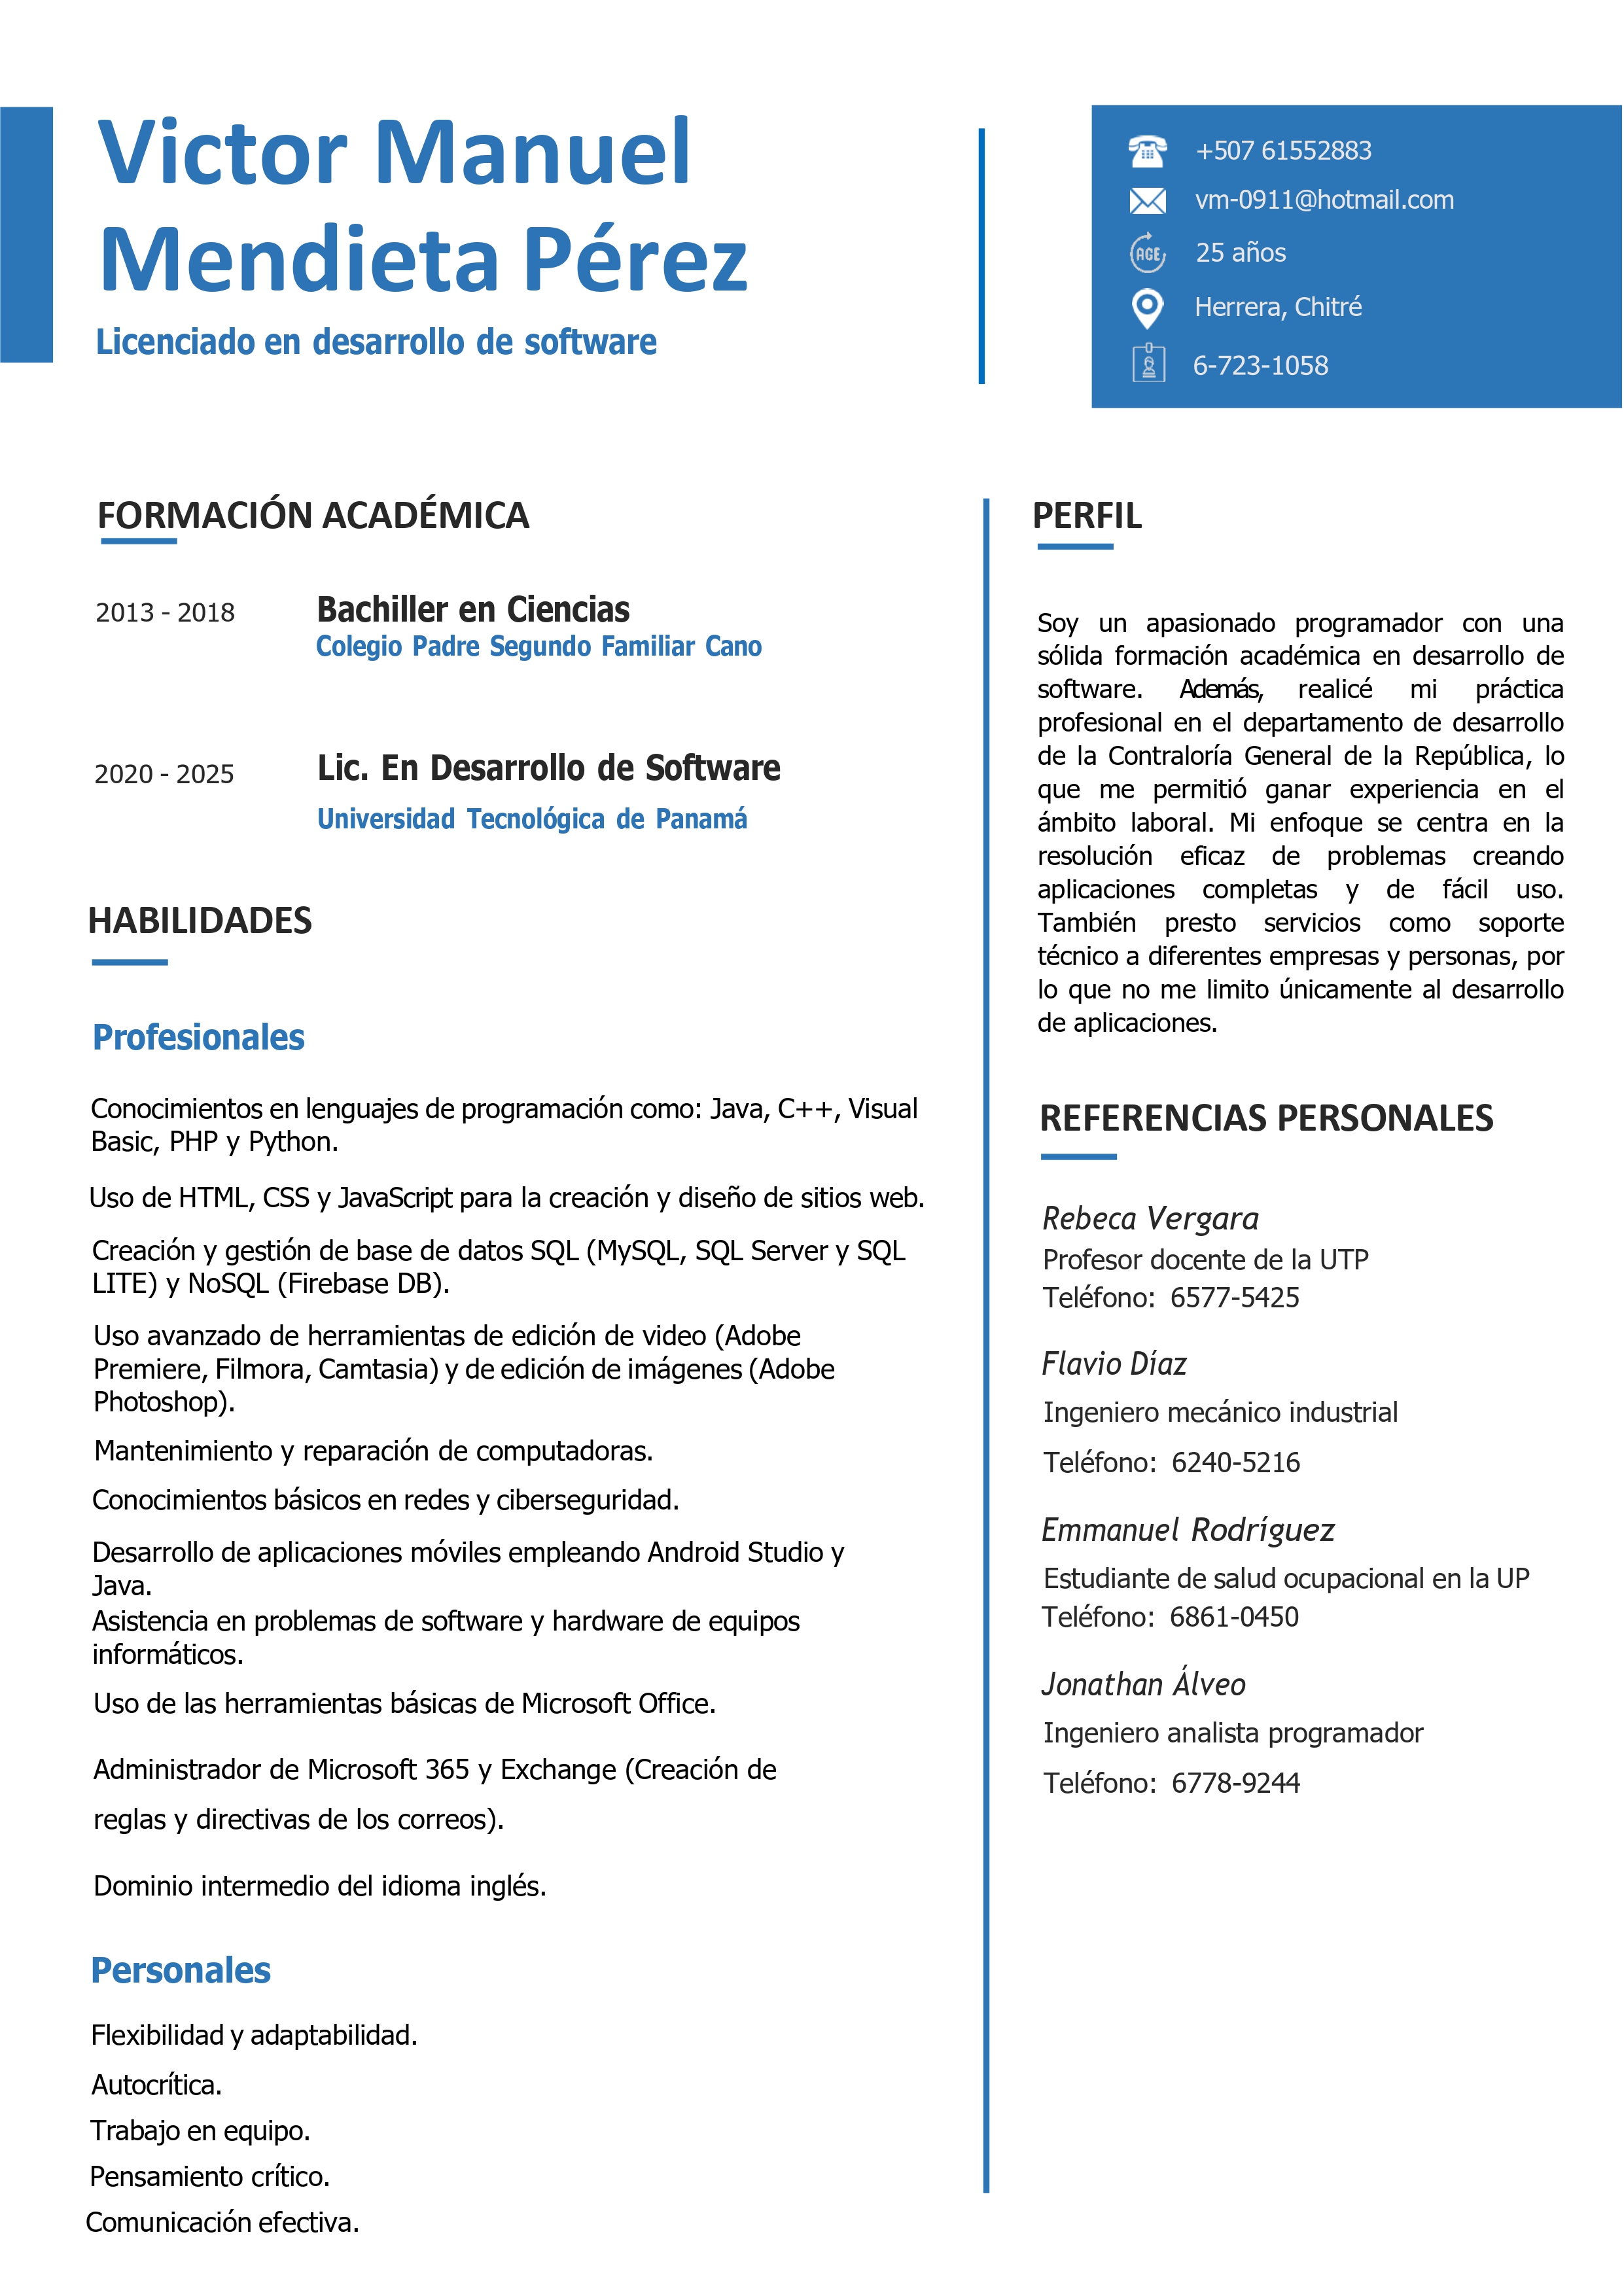 Victor Manuel
Mendieta Pérez
Licenciado en desarrollo de software
+507 61552883
vm-0911@hotmail.com
AGE
25 años
Herrera, Chitré
6-723-1058
FORMACIÓN ACADÉMICA
2013 - 2018
Bachiller en Ciencias
Colegio Padre Segundo Familiar Cano
2020 - 2025
Lic. En Desarrollo de Software
Universidad Tecnológica de Panamá
HABILIDADES
Profesionales
Conocimientos en lenguajes de programación como: Java, C++, Visual
Basic, PHP y Python.
Uso de HTML, CSS y JavaScript para la creación y diseño de sitios web.
Creación y gestión de base de datos SQL (MySQL, SQL Server y SQL
LITE) y NoSQL (Firebase DB).
Uso avanzado de herramientas de edición de video (Adobe
Premiere, Filmora, Camtasia) y de edición de imágenes (Adobe
Photoshop).
Mantenimiento y reparación de computadoras.
Conocimientos básicos en redes y ciberseguridad.
Desarrollo de aplicaciones móviles empleando Android Studio y
Java.
Asistencia en problemas de software y hardware de equipos
informáticos.
Uso de las herramientas básicas de Microsoft Office.
Administrador de Microsoft 365 y Exchange (Creación de
reglas y directivas de los correos).
Dominio intermedio del idioma inglés.
Personales
Flexibilidad y adaptabilidad.
Autocrítica.
Trabajo en equipo.
Pensamiento crítico.
Comunicación efectiva.
PERFIL
Soy un apasionado programador con una
sólida formación académica en desarrollo de
software. Además, realicé mi práctica
profesional en el departamento de desarrollo
de la Contraloría General de la República, lo
que me permitió ganar experiencia en el
ámbito laboral. Mi enfoque se centra en la
resolución eficaz de problemas creando
aplicaciones completas y de fácil uso.
También presto servicios como soporte
técnico a diferentes empresas y personas, por
lo que no me limito únicamente al desarrollo
de aplicaciones.
REFERENCIAS PERSONALES
Rebeca Vergara
Profesor docente de la UTP
Teléfono: 6577-5425
Flavio Díaz
Ingeniero mecánico industrial
Teléfono: 6240-5216
Emmanuel Rodríguez
Estudiante de salud ocupacional en la UP
Teléfono: 6861-0450
Jonathan Álveo
Ingeniero analista programador
Teléfono: 6778-9244